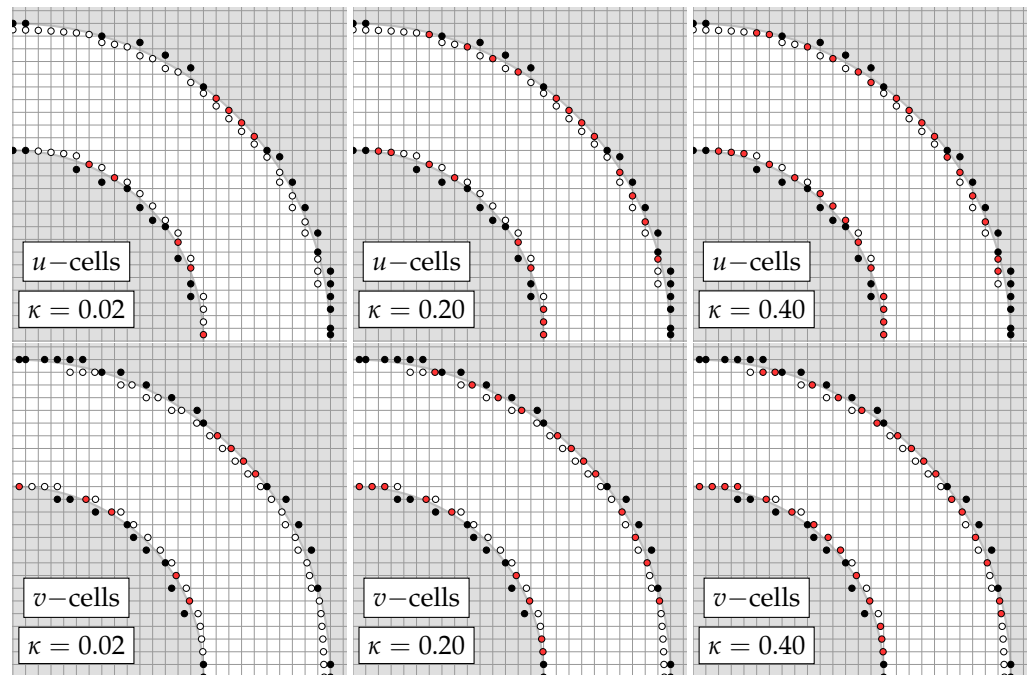 u−cells
κ = 0.02
u−cells
κ = 0.20
u−cells
κ = 0.40
v−cells
κ = 0.02
v−cells
κ = 0.20
v−cells
κ = 0.40